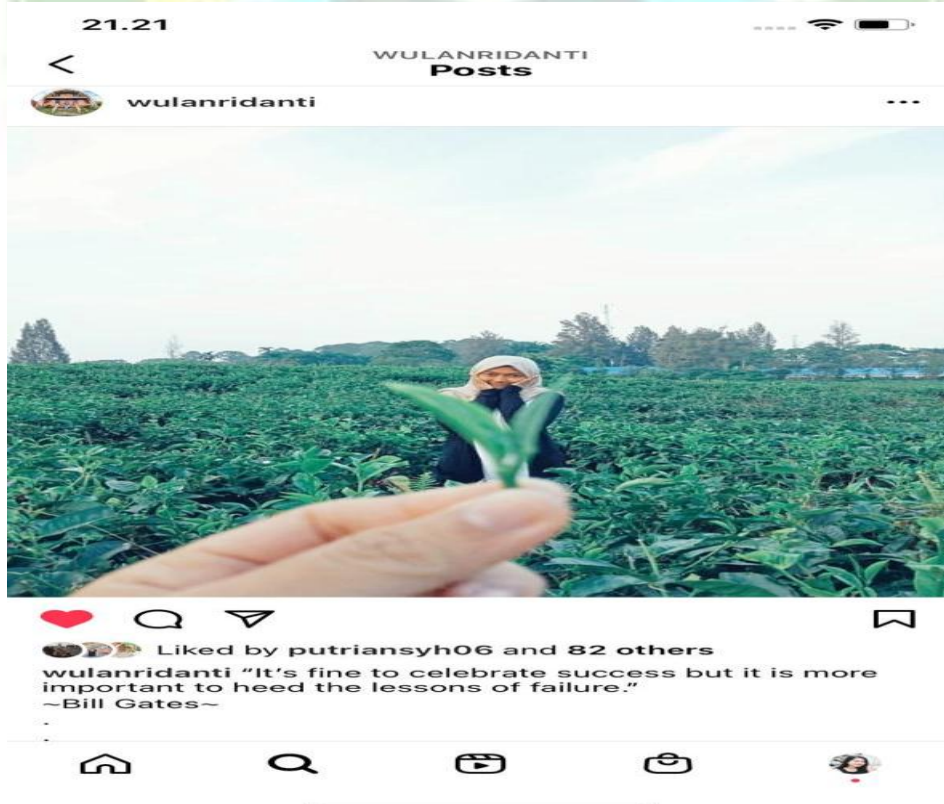 21.21
WULANRIDANTI
Posts
wulanridanti
Liked by putriansyh06 and 82 others
wulanridanti “It’s fine to celebrate success but it is more
important to heed the lessons of failure.”
~Bill Gates~
.
.